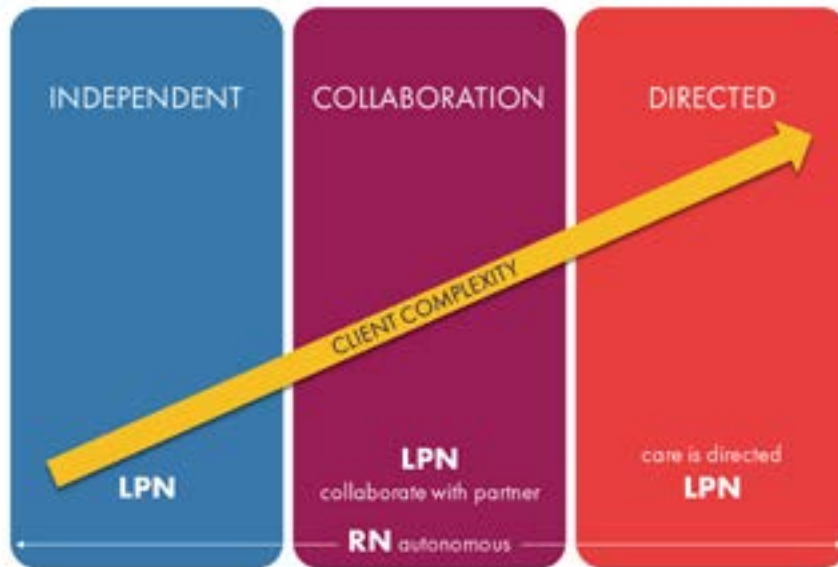 INDEPENDENT
COLLABORATION
DIRECTED
CLIENT COMPLEXITY
LPN
LPN
collaborate with partner
care is directed
LPN
RN autonomous